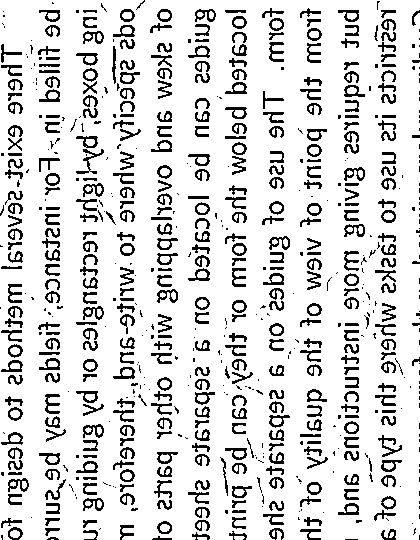 There exist several methods to design fo
be filled in. For instance, fields may be surr
ing boxes, by light rectangles or by guiding ru
ods specify where to write and, therefore, m
of skew and overlapping with other parts of
guides can be located on a separate sheet
located below the form or they can be print
form. The use of guides on a separate she
from the point of view of the quality of th
but requires giving more instructions and,
restricts its use to tasks where this type of a